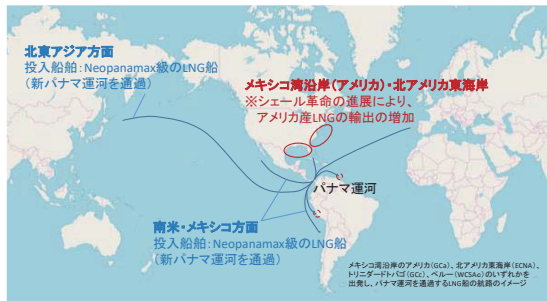 北東アジア方面
投入船舶：Neopanamax級のLNG船
（新パナマ運河を通過）
メキシコ湾沿岸（アメリカ）・北アメリカ東海岸
※シェール革命の進展により、
アメリカ産LNGの輸出の増加
パナマ運河
南米・メキシコ方面
投入船舶：Neopanamax級のLNG船
（新パナマ運河を通過）
メキシコ湾沿岸のアメリカ（GCa）、北アメリカ東海岸（ECNA）、
トリニダードトバゴ（GCc）、ペルー（WCSAo）のいずれかを
出発し、パナマ運河を通過するLNG船の航路のイメージ